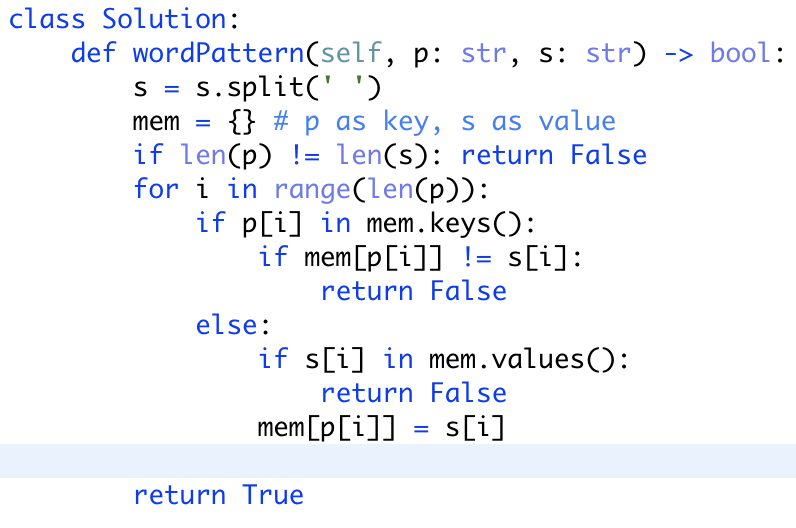 class Solution:
    def wordPattern(self, p: str, s: str) -> bool:
        s = s.split(' ')
        mem = {} # p as key, s as value
        if len(p) != len(s): return False
        for i in range(len(p)):
            if p[i] in mem.keys():
                if mem[p[i]] != s[i]:
                    return False
            else:
                if s[i] in mem.values():
                    return False
                mem[p[i]] = s[i]

        return True